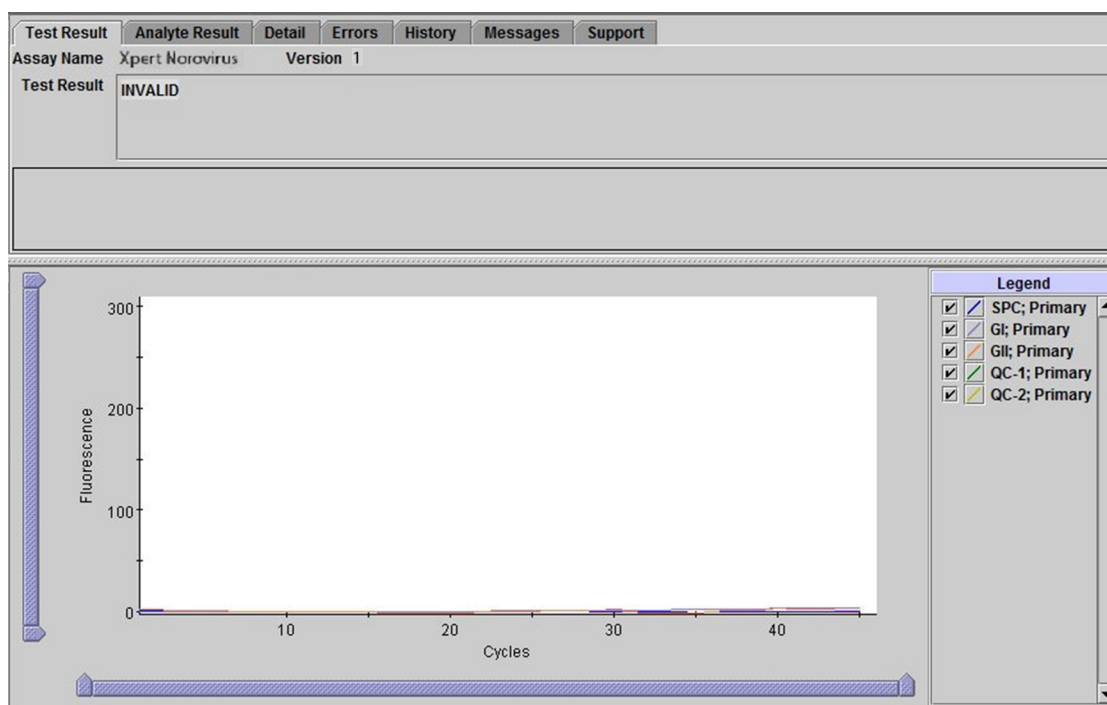 Test Result Analyte Result Detail Errors History Messages Support
Assay Name Xpert Norovirus Version 1
Test Result INVALID
Legend
SPC; Primary
GI; Primary
GII; Primary
QC-1; Primary
QC-2; Primary
300
200
100
0
Fluorescence
10 20 30 40
Cycles